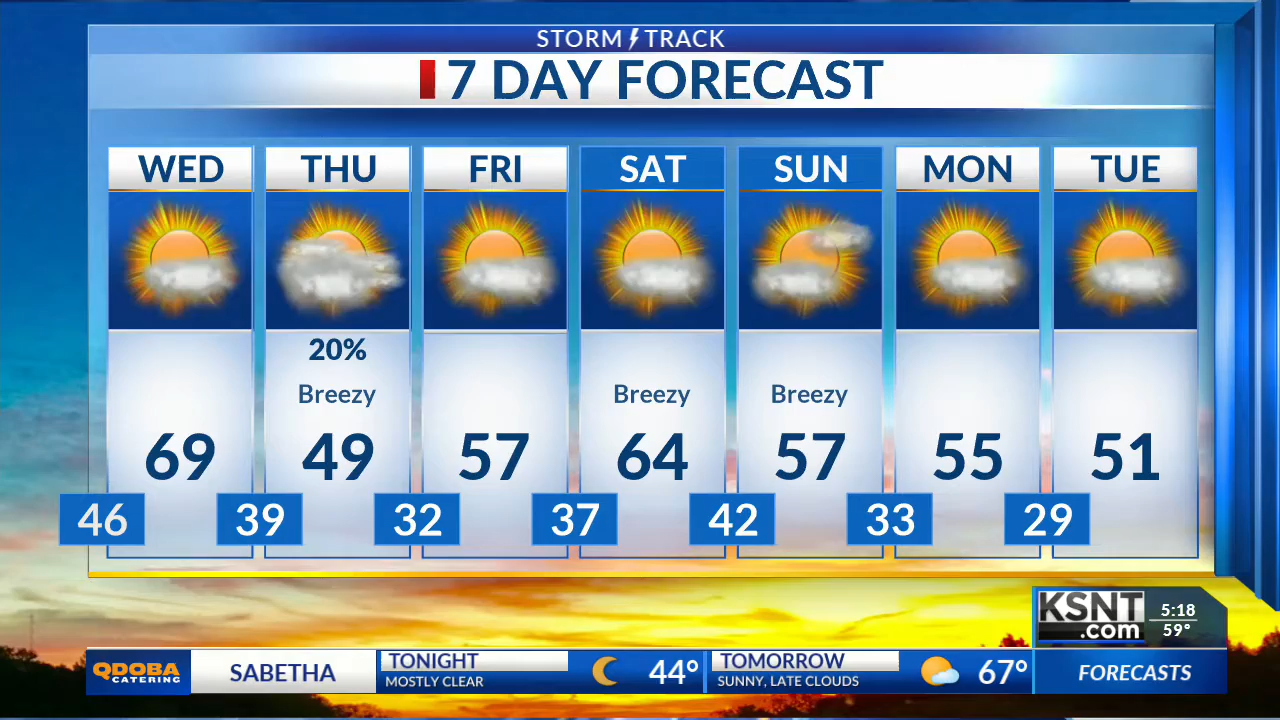 STORM TRACK
7 DAY FORECAST
WED THU FRI SAT SUN MON TUE
20%
Breezy Breezy Breezy
69 49 57 64 57 55 51
46 39 32 37 42 33 29
KSNT
.com
5:18
59°
QDOBA
CATERING
SABETHA
TONIGHT
MOSTLY CLEAR
44°
TOMORROW
SUNNY, LATE CLOUDS
67°
FORECASTS